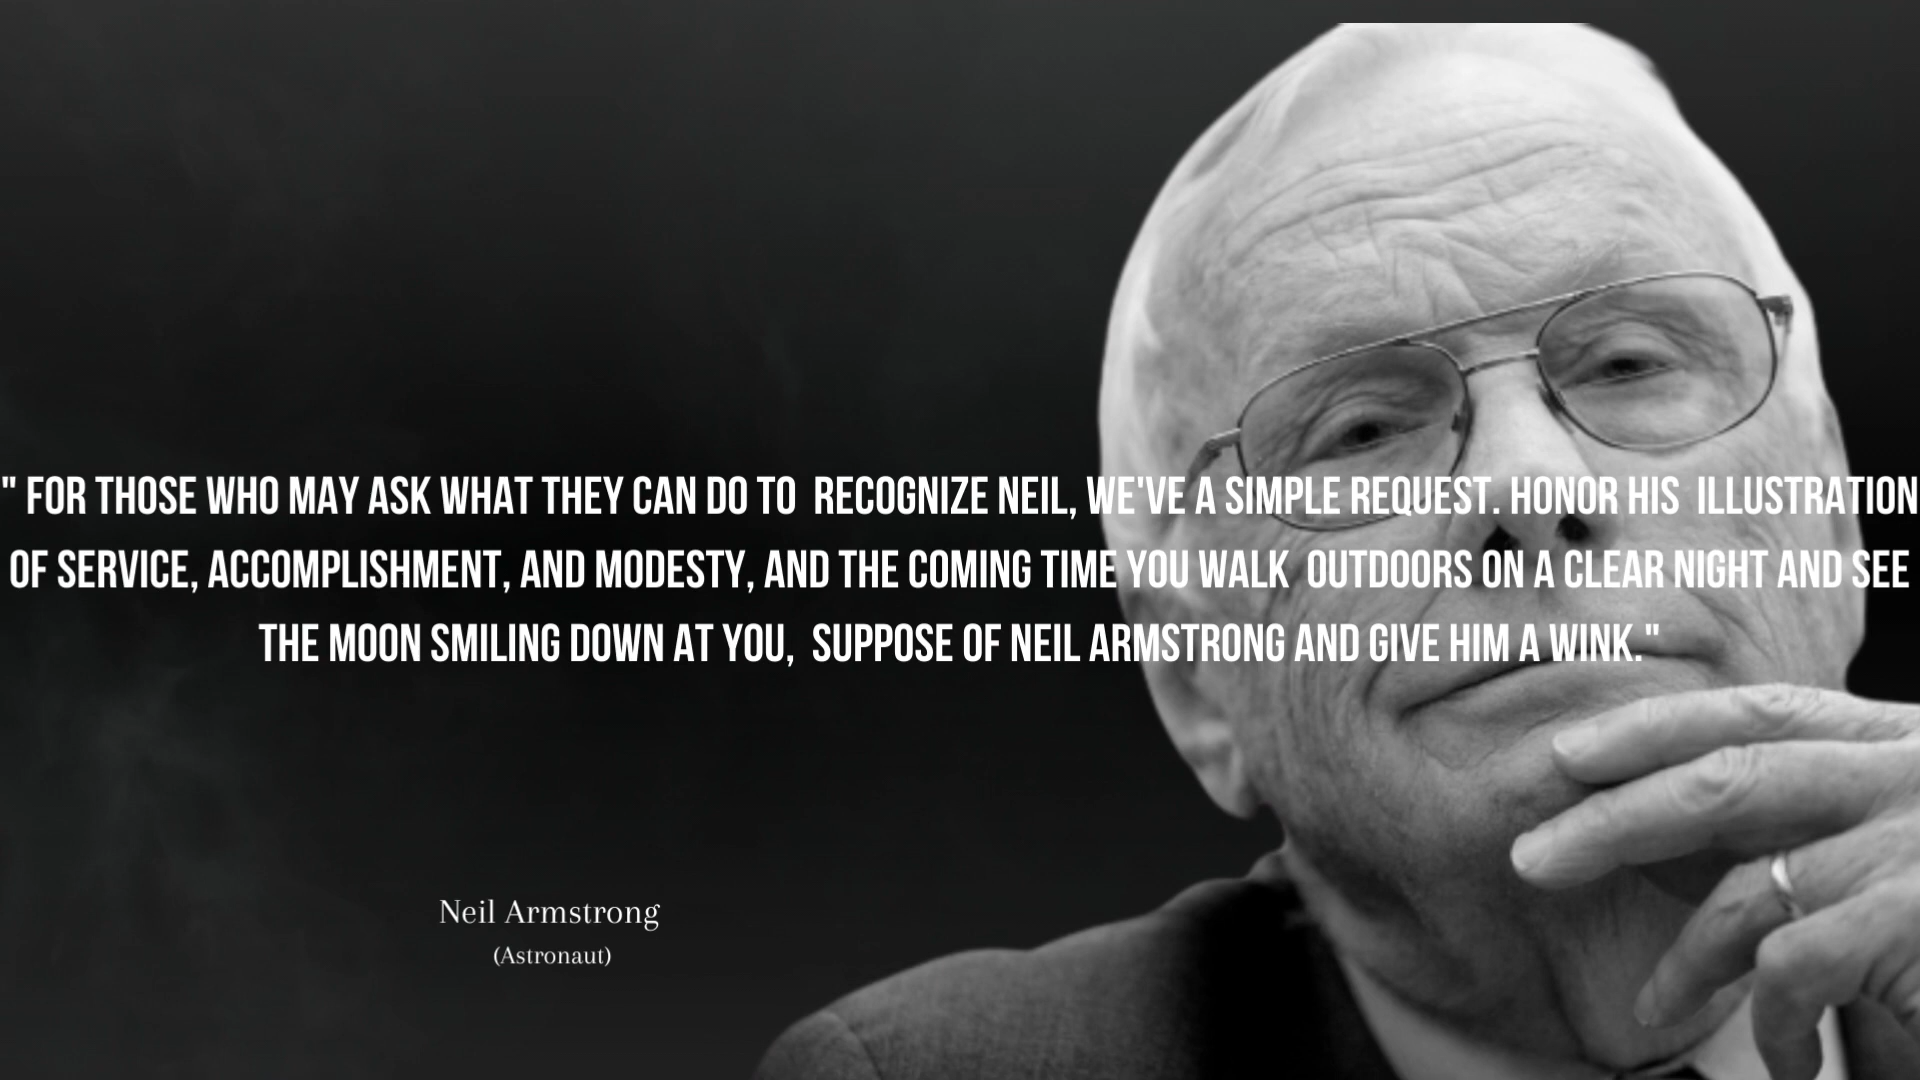 " FOR THOSE WHO MAY ASK WHAT THEY CAN DO TO RECOGNIZE NEIL, WE'VE A SIMPLE REQUEST. HONOR HIS ILLUSTRATION
OF SERVICE, ACCOMPLISHMENT, AND MODESTY, AND THE COMING TIME YOU WALK OUTDOORS ON A CLEAR NIGHT AND SEE
THE MOON SMILING DOWN AT YOU, SUPPOSE OF NEIL ARMSTRONG AND GIVE HIM A WINK."
Neil Armstrong
(Astronaut)